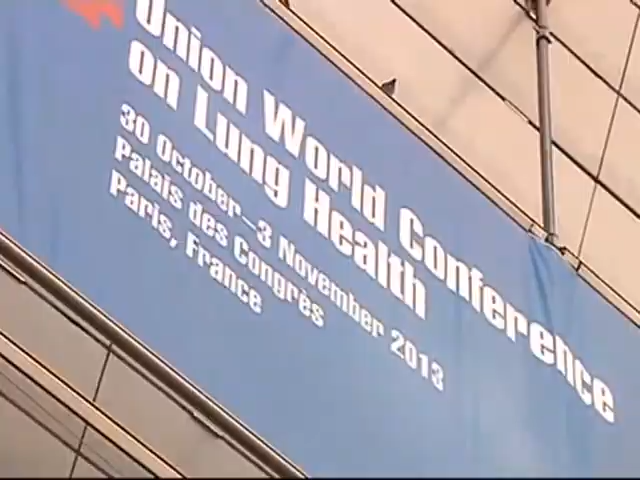 Union World Conference
on Lung Health
30 October–3 November 2013
Palais des Congrès
Paris, France